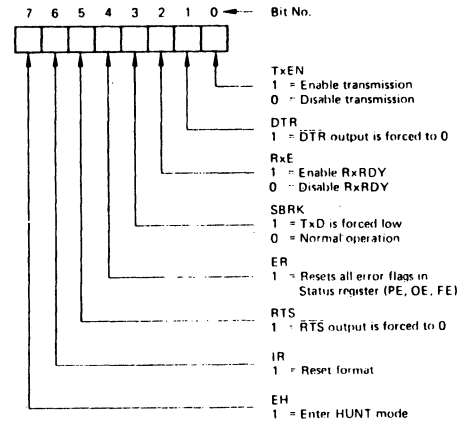 7 6 5 4 3 2 1 0 Bit No.
TxEN
1 = Enable transmission
0 = Disable transmission
DTR
1 = D̅T̅R̅ output is forced to 0
RxE
1 = Enable RxRDY
0 = Disable RxRDY
SBRK
1 = TxD is forced low
0 = Normal operation
ER
1 = Resets all error flags in
Status register (PE, OE, FE)
RTS
1 = R̅T̅S̅ output is forced to 0
IR
1 = Reset format
EH
1 = Enter HUNT mode